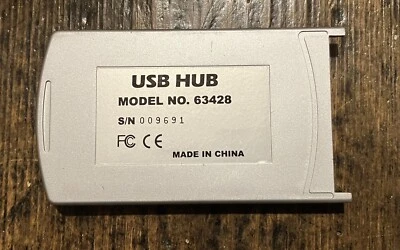 USB HUB
MODEL NO. 63428
S/N 009691
FC CE
MADE IN CHINA